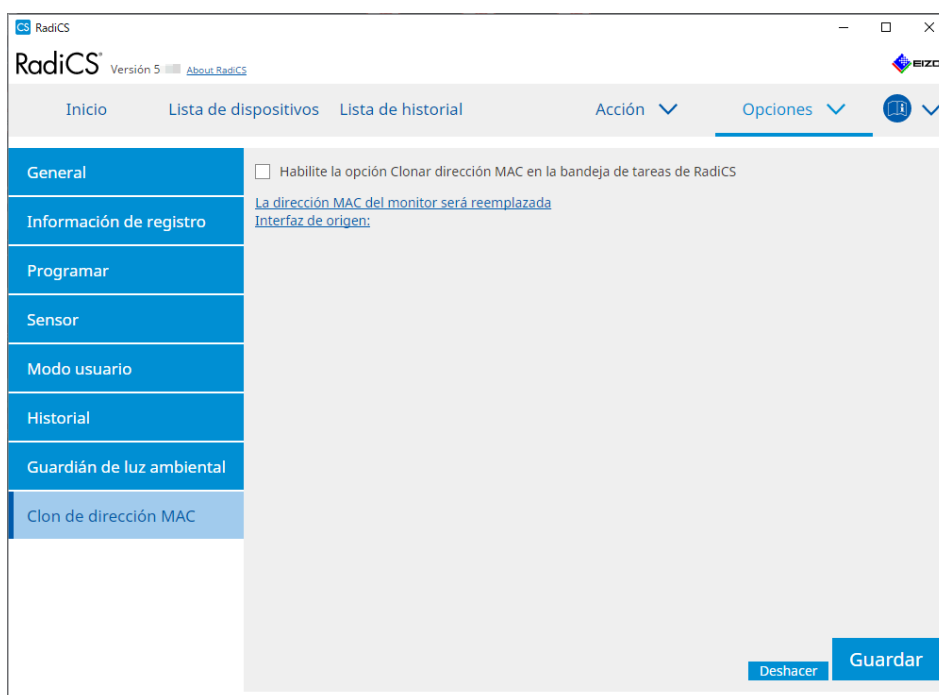 CS RadiCS
RadiCS® Versión 5 About RadiCS
EIZO
Inicio Lista de dispositivos Lista de historial Acción Opciones
General
Información de registro
Programar
Sensor
Modo usuario
Historial
Guardián de luz ambiental
Clon de dirección MAC
Habilite la opción Clonar dirección MAC en la bandeja de tareas de RadiCS
La dirección MAC del monitor será reemplazada
Interfaz de origen:
Deshacer Guardar